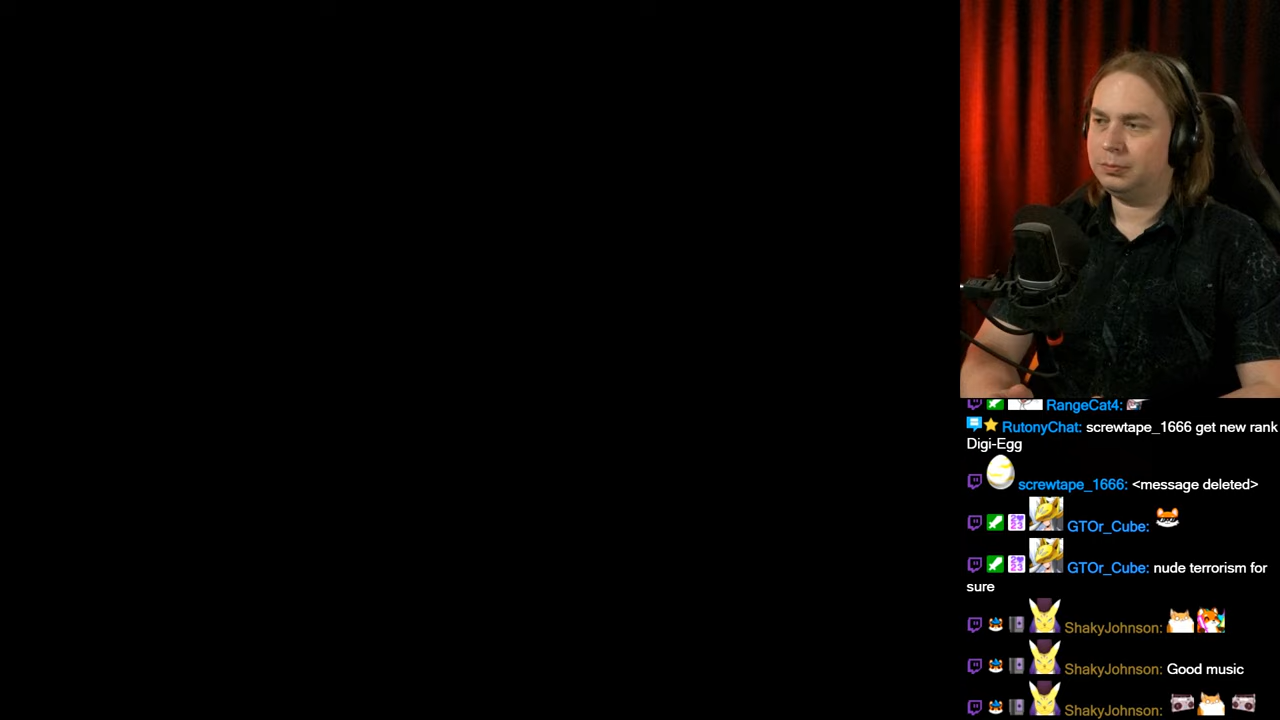 RangeCat4:
RutonyChat: screwtape_1666 get new rank
Digi-Egg
screwtape_1666: <message deleted>
GTOr_Cube:
GTOr_Cube: nude terrorism for
sure
ShakyJohnson:
ShakyJohnson: Good music
ShakyJohnson: